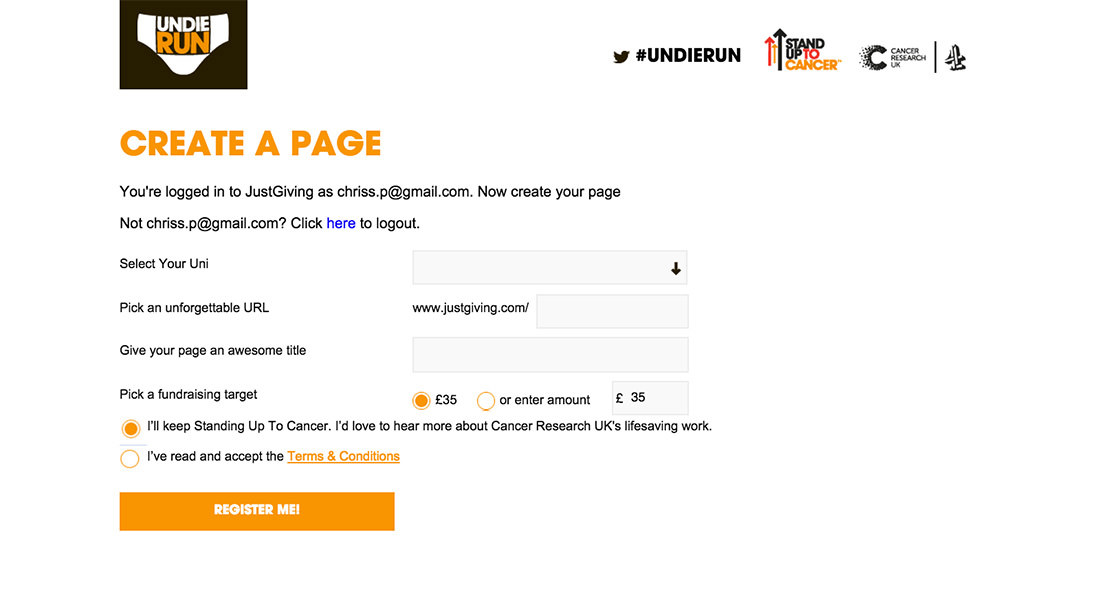 UNDIE
RUN
#UNDIERUN
STAND
UP TO
CANCER™
CANCER
RESEARCH
UK
4
CREATE A PAGE
You're logged in to JustGiving as chriss.p@gmail.com. Now create your page
Not chriss.p@gmail.com? Click here to logout.
Select Your Uni
Pick an unforgettable URL www.justgiving.com/
Give your page an awesome title
Pick a fundraising target £35 or enter amount £ 35
I'll keep Standing Up To Cancer. I'd love to hear more about Cancer Research UK's lifesaving work.
I've read and accept the Terms & Conditions
REGISTER ME!